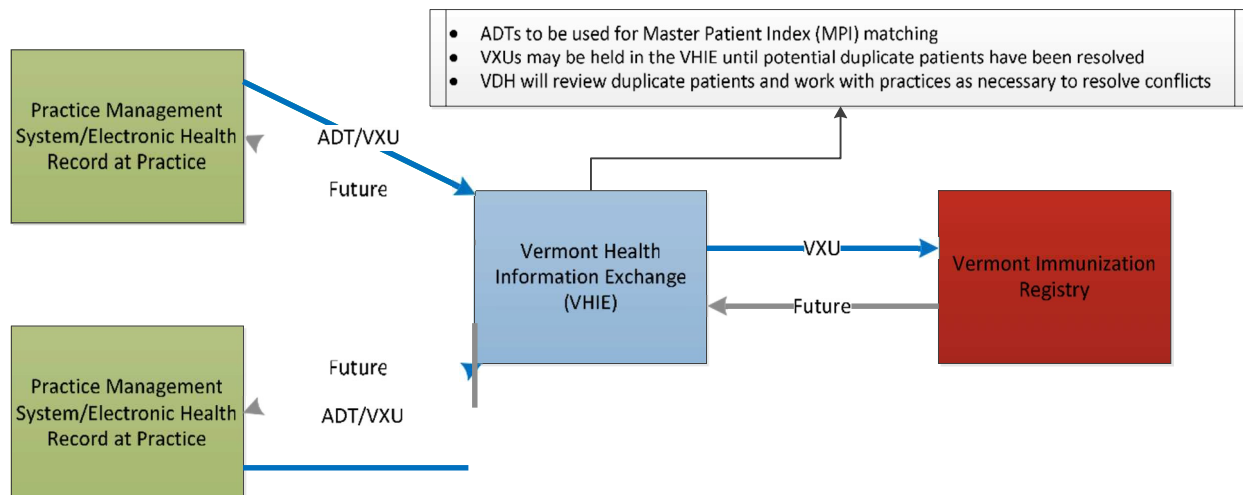 • ADTs to be used for Master Patient Index (MPI) matching
• VXUs may be held in the VHIE until potential duplicate patients have been resolved
• VDH will review duplicate patients and work with practices as necessary to resolve conflicts
Practice Management
System/Electronic Health
Record at Practice
ADT/VXU
Future
Vermont Health
Information Exchange
(VHIE)
VXU
Future
Vermont Immunization
Registry
Practice Management
System/Electronic Health
Record at Practice
Future
ADT/VXU